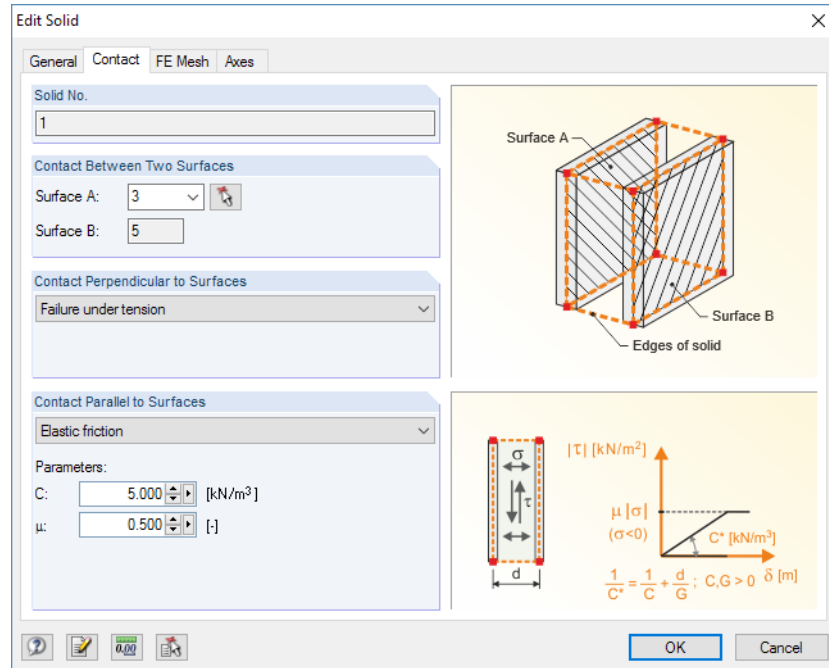 Edit Solid
General Contact FE Mesh Axes
Solid No.
1
Contact Between Two Surfaces
Surface A: 3
Surface B: 5
Contact Perpendicular to Surfaces
Failure under tension
Contact Parallel to Surfaces
Elastic friction
Parameters:
C: 5.000 [kN/m³]
μ: 0.500 [-]
Surface A
Surface B
Edges of solid
σ
τ
d
|τ| [kN/m²]
μ |σ|
(σ<0)
C* [kN/m³]
1/C* = 1/C + d/G ; C,G > 0 δ [m]
0.00
OK Cancel